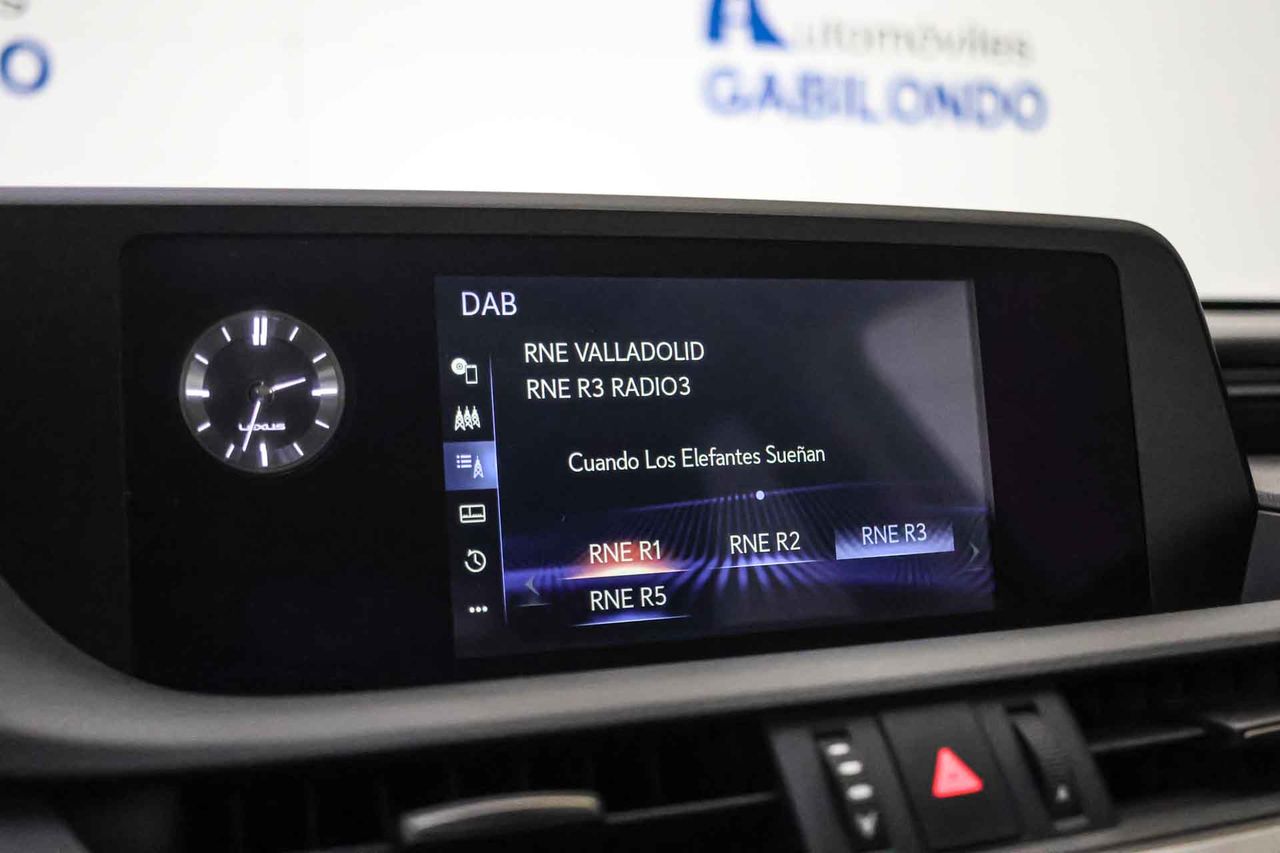 Automóviles
GABILONDO
O
LEXUS
DAB
RNE VALLADOLID
RNE R3 RADIO3
Cuando Los Elefantes Sueñan
RNE R1
RNE R2
RNE R3
RNE R5